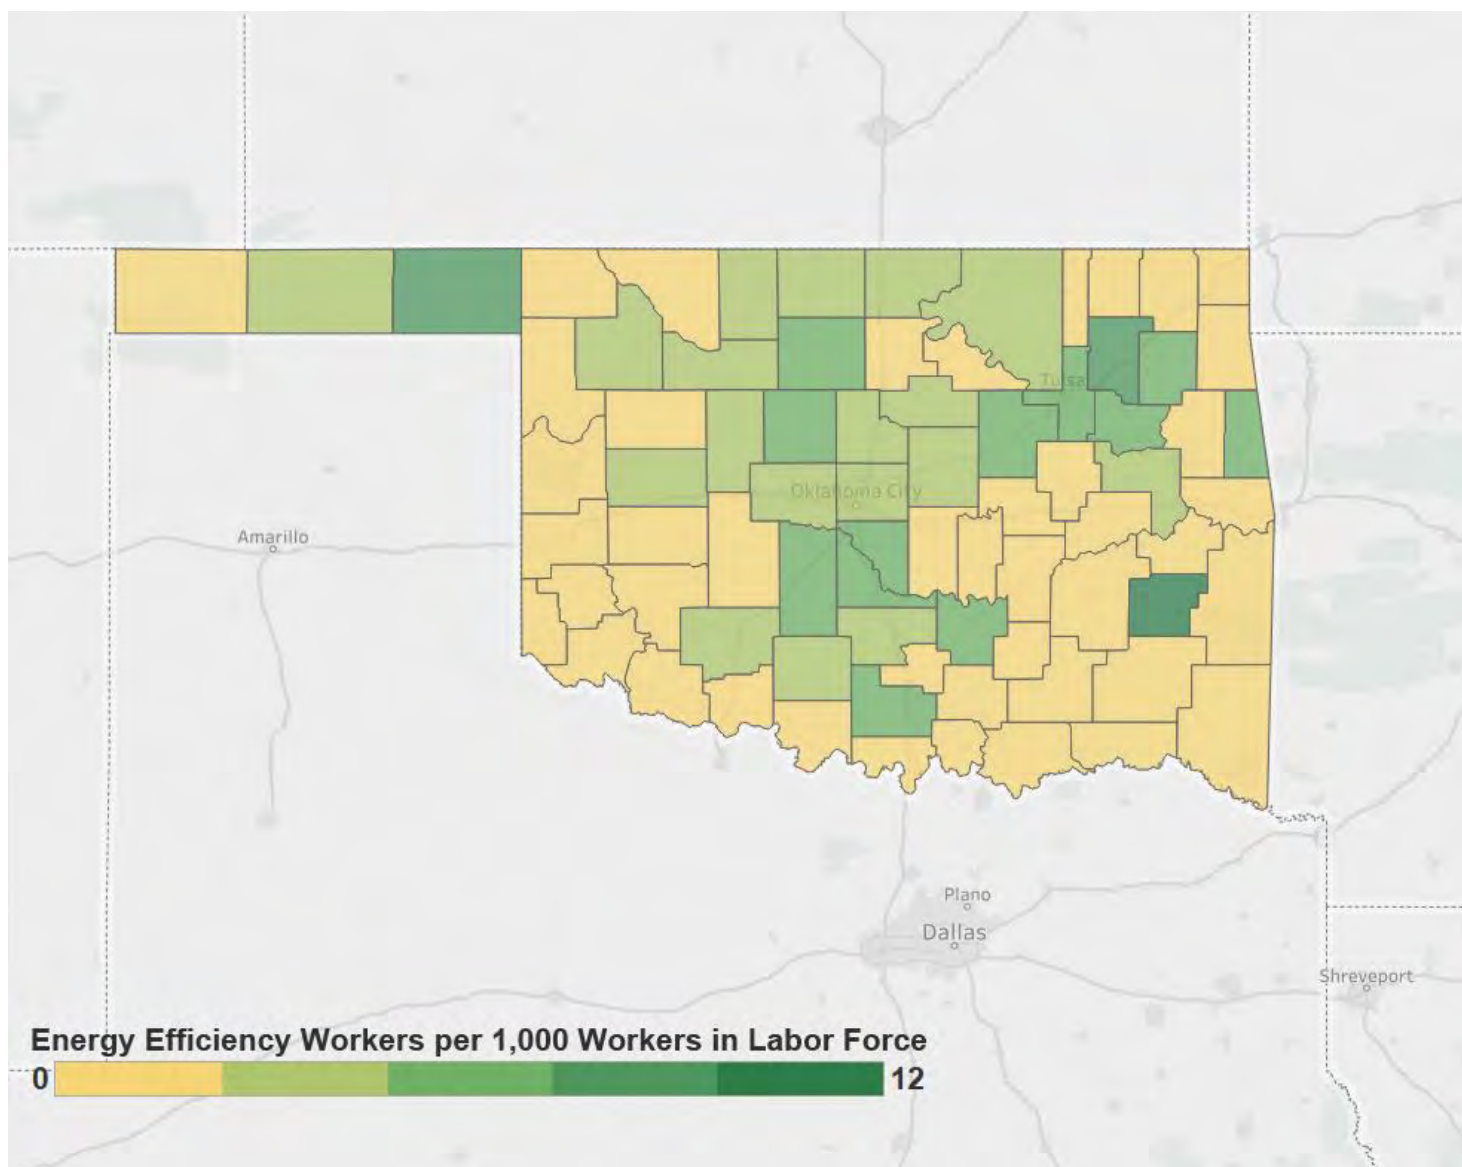 Tulsa
Oklahoma City
Amarillo
Plano
Dallas
Shreveport
Energy Efficiency Workers per 1,000 Workers in Labor Force
0 12